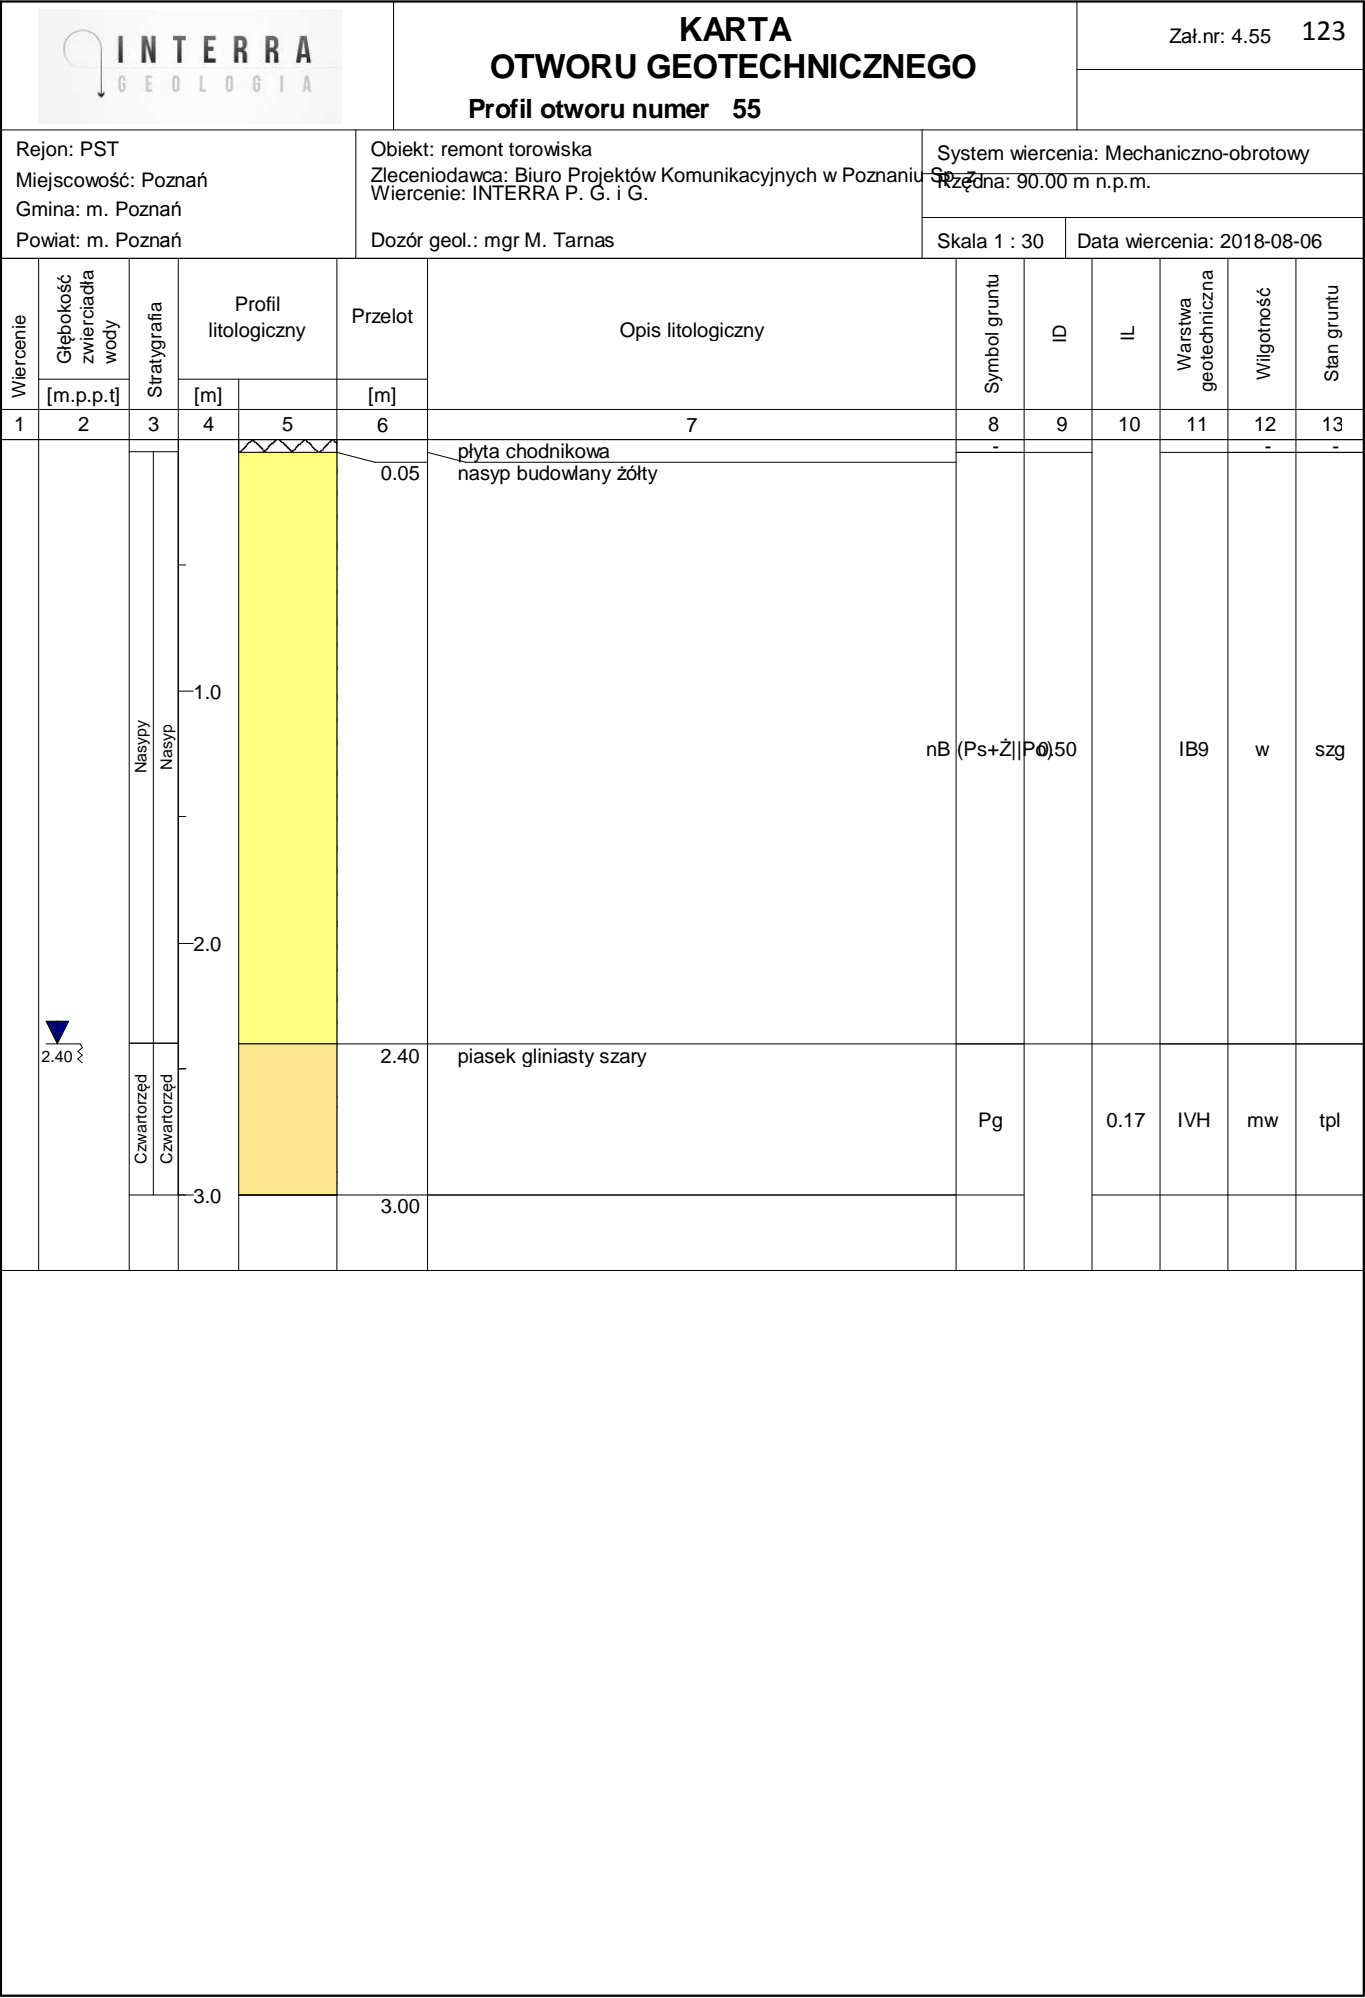 INTERRA
GEOLOGIA
KARTA
OTWORU GEOTECHNICZNEGO
Profil otworu numer 55
Zał.nr: 4.55 123
Rejon: PST
Miejscowość: Poznań
Gmina: m. Poznań
Powiat: m. Poznań
Obiekt: remont torowiska
Zleceniodawca: Biuro Projektów Komunikacyjnych w Poznaniu Sp. z
Wiercenie: INTERRA P. G. i G.
Dozór geol.: mgr M. Tarnas
System wiercenia: Mechaniczno-obrotowy
Rzędna: 90.00 m n.p.m.
Skala 1 : 30
Data wiercenia: 2018-08-06
Wiercenie
Głębokość
zwierciadła
wody
[m.p.p.t]
Stratygrafia
Profil
litologiczny
[m]
Przelot
[m]
Opis litologiczny
Symbol gruntu
ID
IL
Warstwa
geotechniczna
Wilgotność
Stan gruntu
1 2 3 4 5 6 7 8 9 10 11 12 13
płyta chodnikowa - - -
0.05 nasyp budowlany żółty
1.0
Nasypy
Nasyp
nB (Ps+Ż||Po) 0.50 IB9 w szg
2.0
2.40
2.40 piasek gliniasty szary
Czwartorzęd
Czwartorzęd
Pg 0.17 IVH mw tpl
3.0
3.00